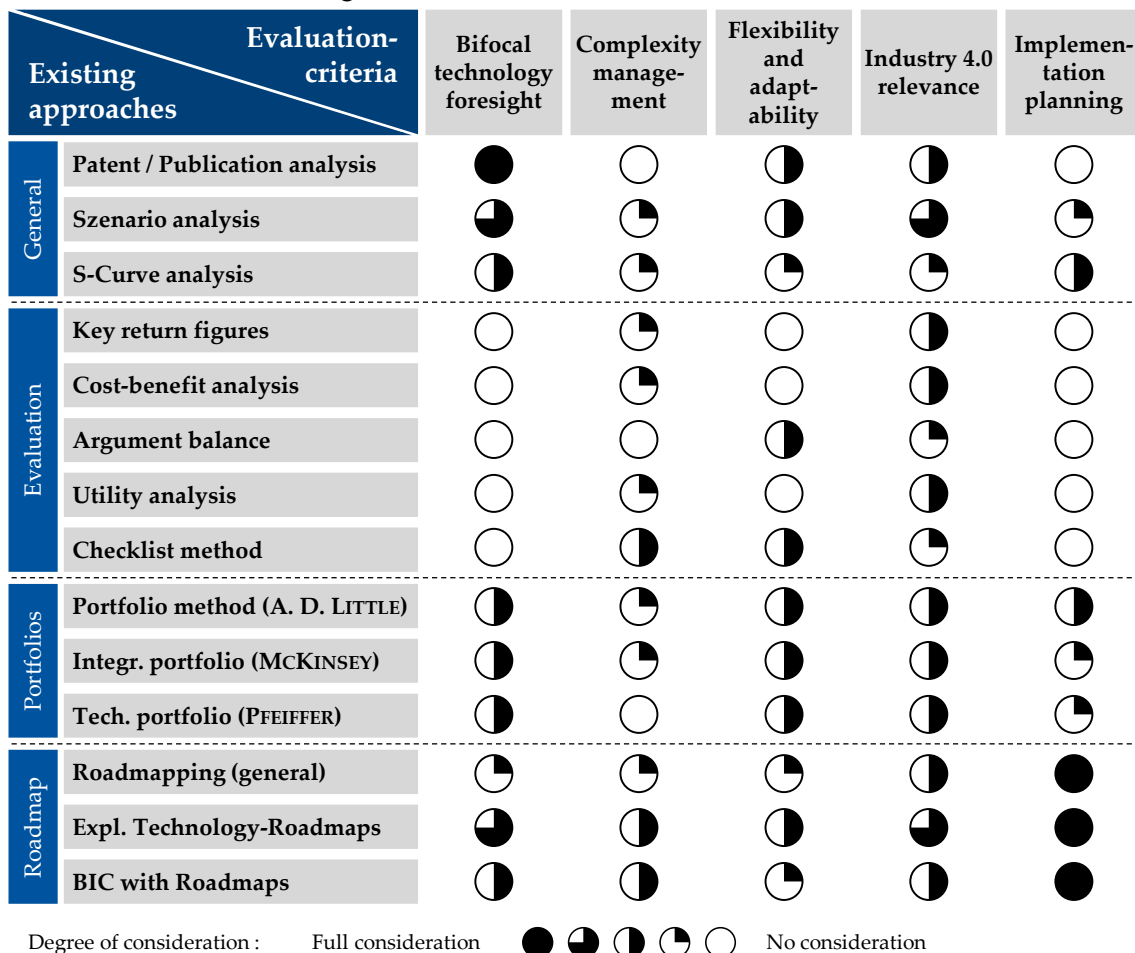 Evaluation-
criteria
Existing
approaches
Bifocal
technology
foresight
Complexity
manage-
ment
Flexibility
and
adapt-
ability
Industry 4.0
relevance
Implemen-
tation
planning
General
Patent / Publication analysis
Szenario analysis
S-Curve analysis
Evaluation
Key return figures
Cost-benefit analysis
Argument balance
Utility analysis
Checklist method
Portfolios
Portfolio method (A. D. LITTLE)
Integr. portfolio (MCKINSEY)
Tech. portfolio (PFEIFFER)
Roadmap
Roadmapping (general)
Expl. Technology-Roadmaps
BIC with Roadmaps
Degree of consideration : Full consideration No consideration